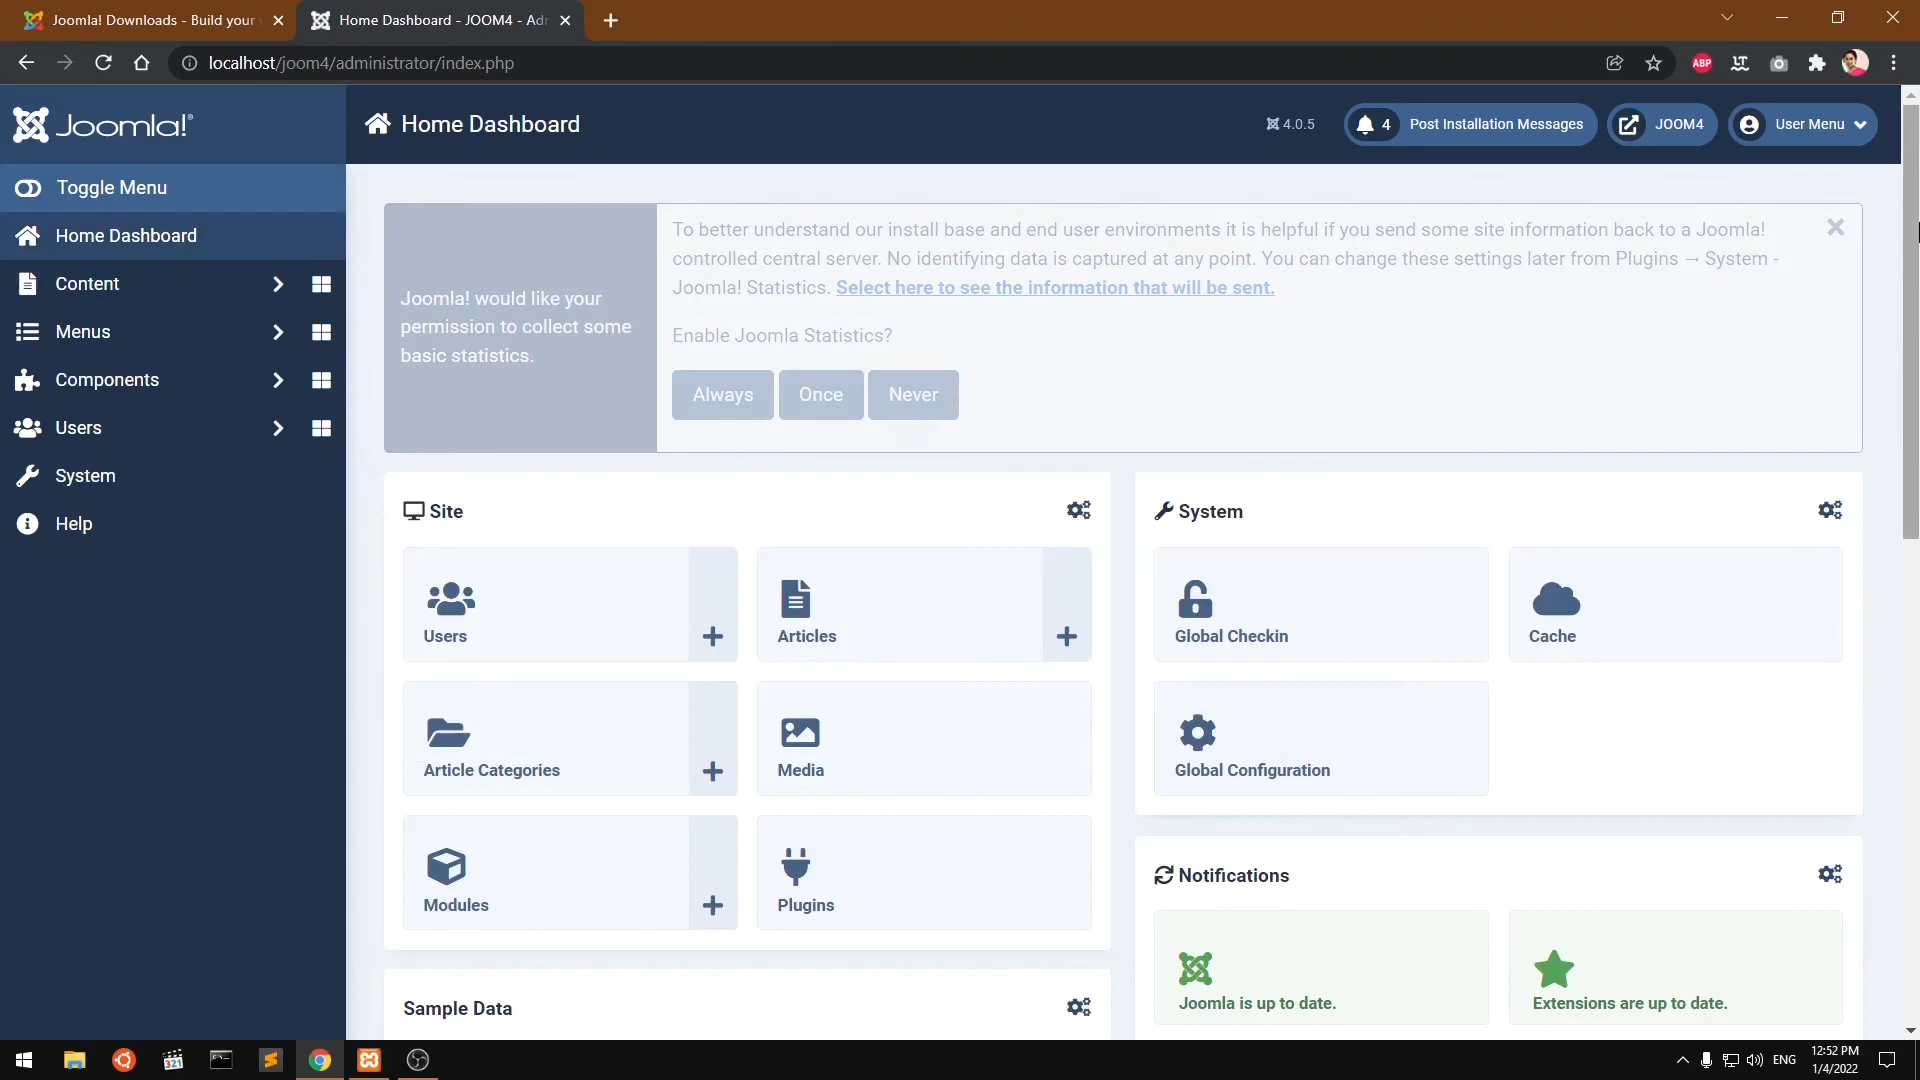 Joomla! Downloads - Build your
Home Dashboard - JOOM4 - Adm
localhost/joom4/administrator/index.php
ABP
Joomla!®
Home Dashboard
4.0.5
4 Post Installation Messages
JOOM4
User Menu
Toggle Menu
Home Dashboard
Content
Menus
Components
Users
System
Help
Joomla! would like your
permission to collect some
basic statistics.
To better understand our install base and end user environments it is helpful if you send some site information back to a Joomla!
controlled central server. No identifying data is captured at any point. You can change these settings later from Plugins → System -
Joomla! Statistics. Select here to see the information that will be sent.
Enable Joomla Statistics?
Always Once Never
Site
Users
Articles
Article Categories
Media
Modules
Plugins
Sample Data
System
Global Checkin
Cache
Global Configuration
Notifications
Joomla is up to date.
Extensions are up to date.
321
ENG
12:52 PM
1/4/2022